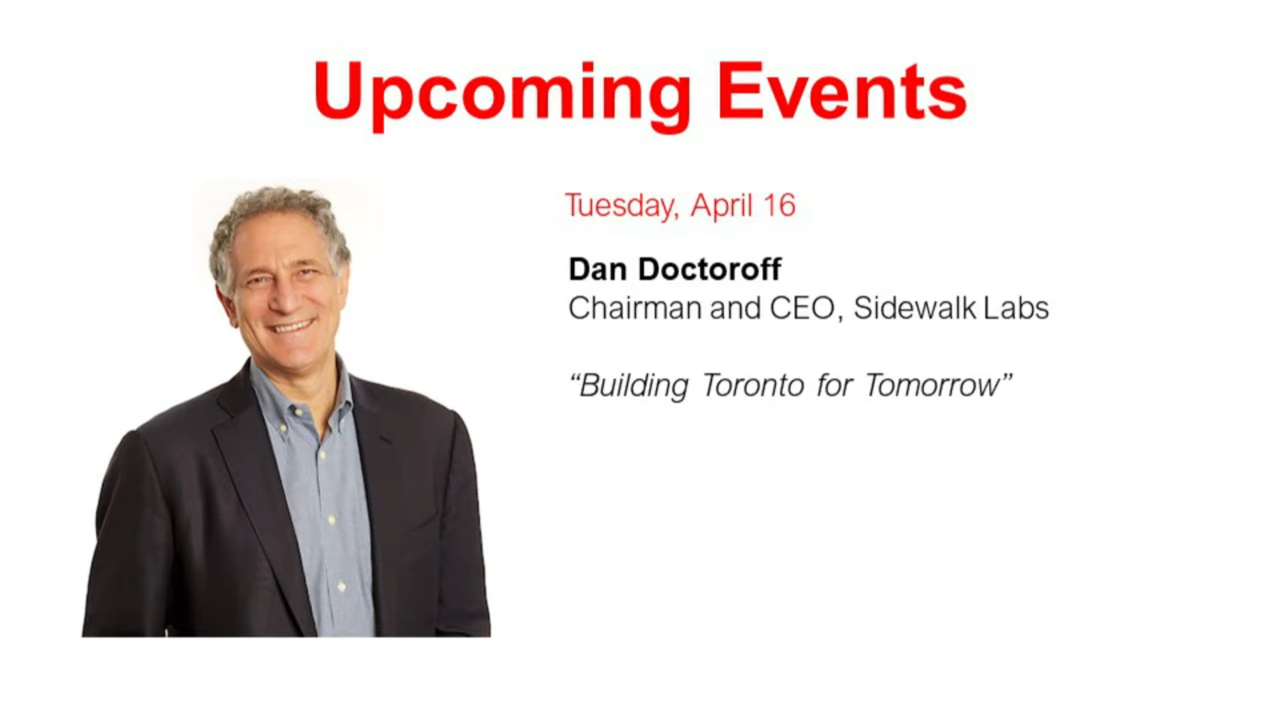 Upcoming Events
Tuesday, April 16
Dan Doctoroff
Chairman and CEO, Sidewalk Labs
“Building Toronto for Tomorrow”